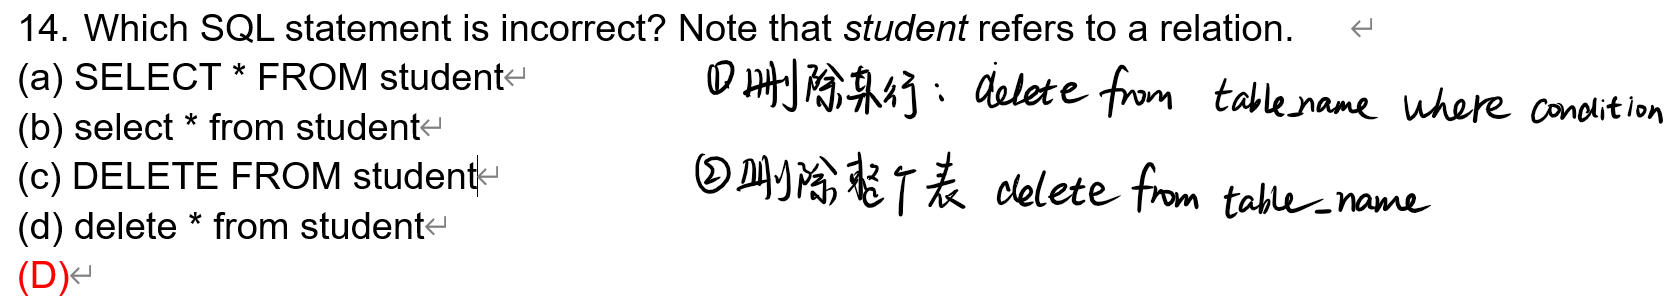 14. Which SQL statement is incorrect? Note that student refers to a relation.
(a) SELECT * FROM student
① 删除某行: delete from table_name where condition
(b) select * from student
(c) DELETE FROM student
② 删除整个表 delete from table_name
(d) delete * from student
(D)